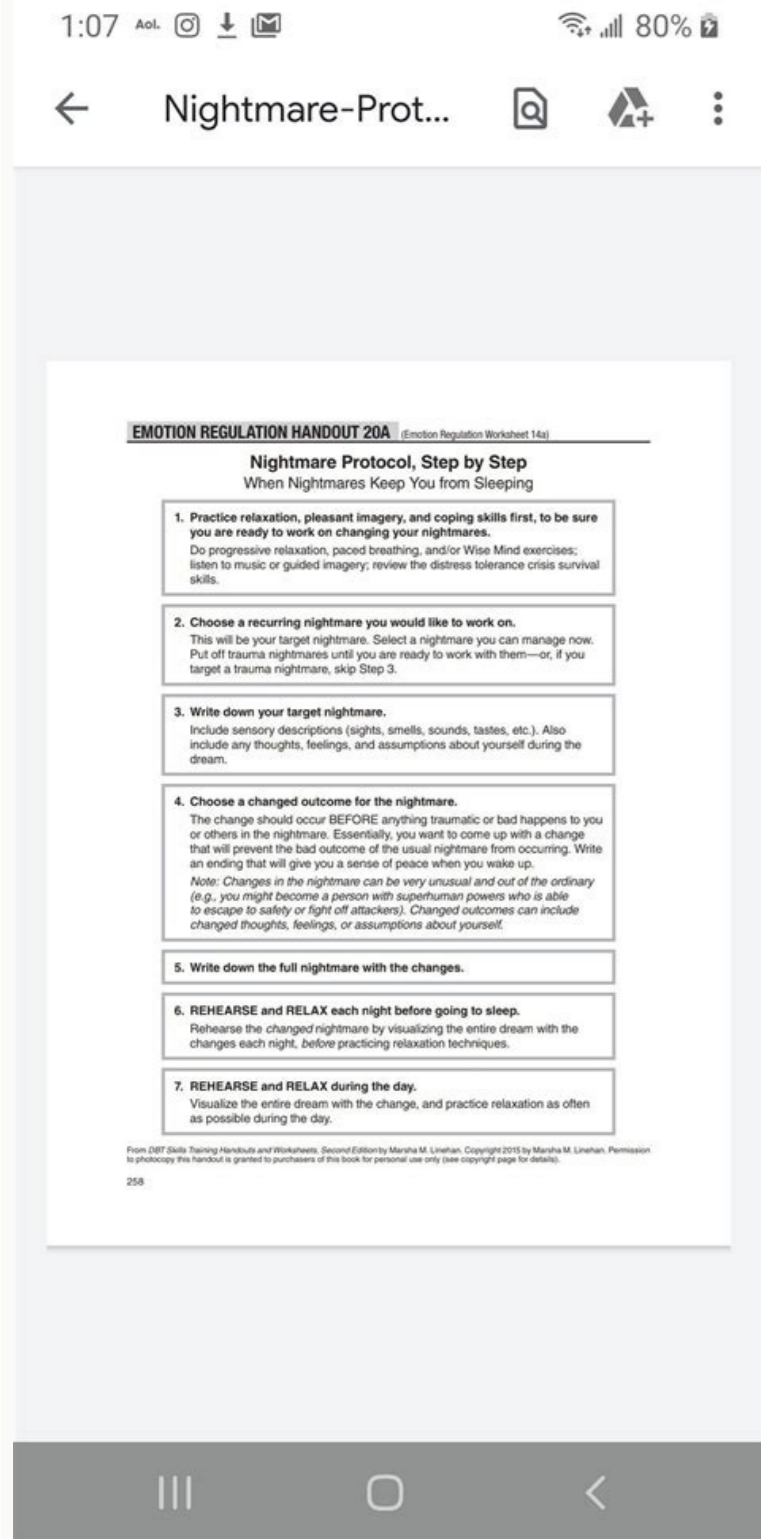 1:07 Aol. 80%
Nightmare-Prot...
EMOTION REGULATION HANDOUT 20A (Emotion Regulation Worksheet 14a)
Nightmare Protocol, Step by Step
When Nightmares Keep You from Sleeping
1. Practice relaxation, pleasant imagery, and coping skills first, to be sure
you are ready to work on changing your nightmares.
Do progressive relaxation, paced breathing, and/or Wise Mind exercises;
listen to music or guided imagery; review the distress tolerance crisis survival
skills.
2. Choose a recurring nightmare you would like to work on.
This will be your target nightmare. Select a nightmare you can manage now.
Put off trauma nightmares until you are ready to work with them—or, if you
target a trauma nightmare, skip Step 3.
3. Write down your target nightmare.
Include sensory descriptions (sights, smells, sounds, tastes, etc.). Also
include any thoughts, feelings, and assumptions about yourself during the
dream.
4. Choose a changed outcome for the nightmare.
The change should occur BEFORE anything traumatic or bad happens to you
or others in the nightmare. Essentially, you want to come up with a change
that will prevent the bad outcome of the usual nightmare from occurring. Write
an ending that will give you a sense of peace when you wake up.
Note: Changes in the nightmare can be very unusual and out of the ordinary
(e.g., you might become a person with superhuman powers who is able
to escape to safety or fight off attackers). Changed outcomes can include
changed thoughts, feelings, or assumptions about yourself.
5. Write down the full nightmare with the changes.
6. REHEARSE and RELAX each night before going to sleep.
Rehearse the changed nightmare by visualizing the entire dream with the
changes each night, before practicing relaxation techniques.
7. REHEARSE and RELAX during the day.
Visualize the entire dream with the change, and practice relaxation as often
as possible during the day.
From DBT Skills Training Handouts and Worksheets, Second Edition by Marsha M. Linehan. Copyright 2015 by Marsha M. Linehan. Permission
to photocopy this handout is granted to purchasers of this book for personal use only (see copyright page for details).
258